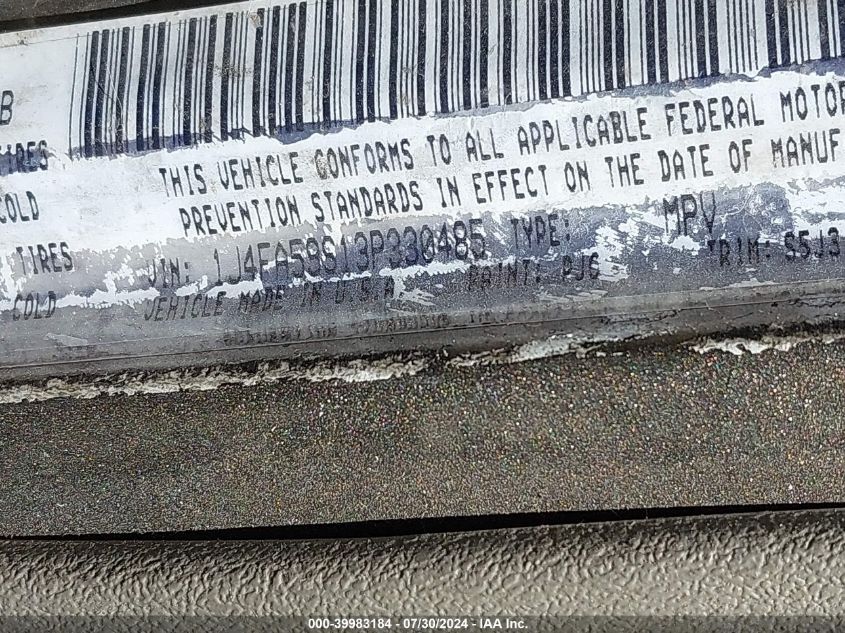 B
TIRES THIS VEHICLE CONFORMS TO ALL APPLICABLE FEDERAL MOTOR
COLD PREVENTION STANDARDS IN EFFECT ON THE DATE OF MANUF
TIRES VIN: 1J4FA59S13P330485 TYPE: MPV
COLD VEHICLE MADE IN U.S.A PAINT: PJ6 TRIM: S5J3
000-39983184 / 07/30/2024 - IAA Inc.